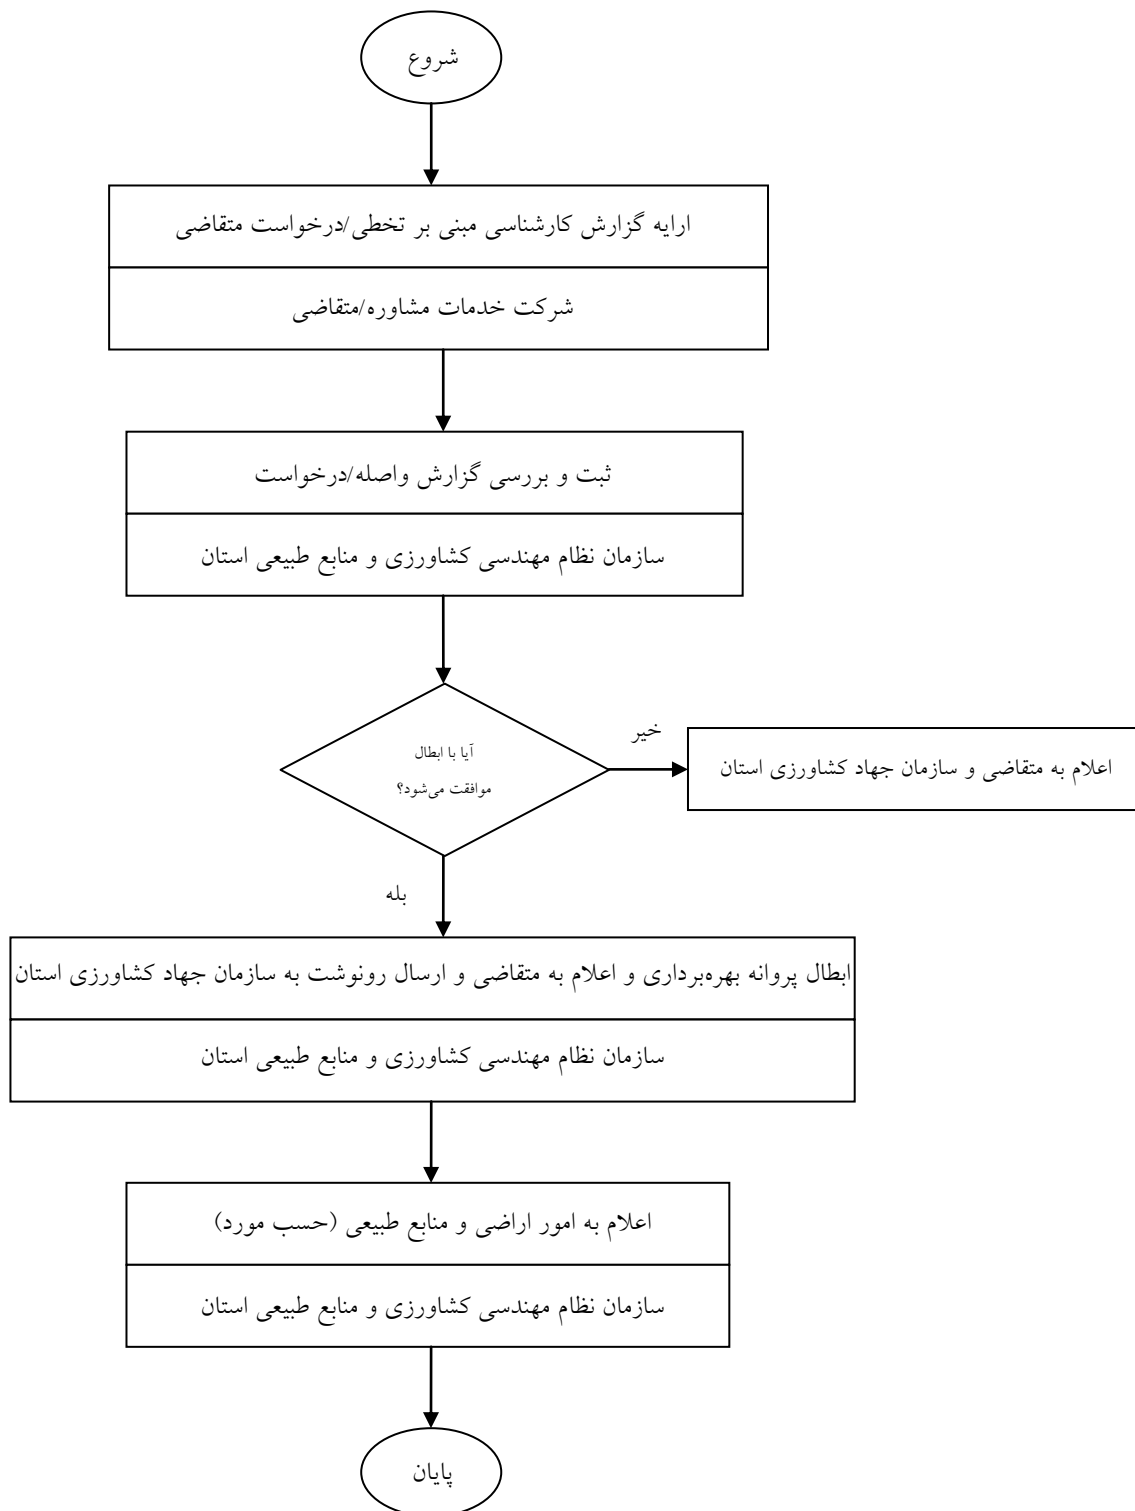 شروع
ارایه گزارش کارشناسی مبنی بر تخطی/درخواست متقاضی
شرکت خدمات مشاوره/متقاضی
ثبت و بررسی گزارش واصله/درخواست
سازمان نظام مهندسی کشاورزی و منابع طبیعی استان
آیا با ابطال
موافقت می‌شود؟
خیر
اعلام به متقاضی و سازمان جهاد کشاورزی استان
بله
ابطال پروانه بهره‌برداری و اعلام به متقاضی و ارسال رونوشت به سازمان جهاد کشاورزی استان
سازمان نظام مهندسی کشاورزی و منابع طبیعی استان
اعلام به امور اراضی و منابع طبیعی (حسب مورد)
سازمان نظام مهندسی کشاورزی و منابع طبیعی استان
پایان